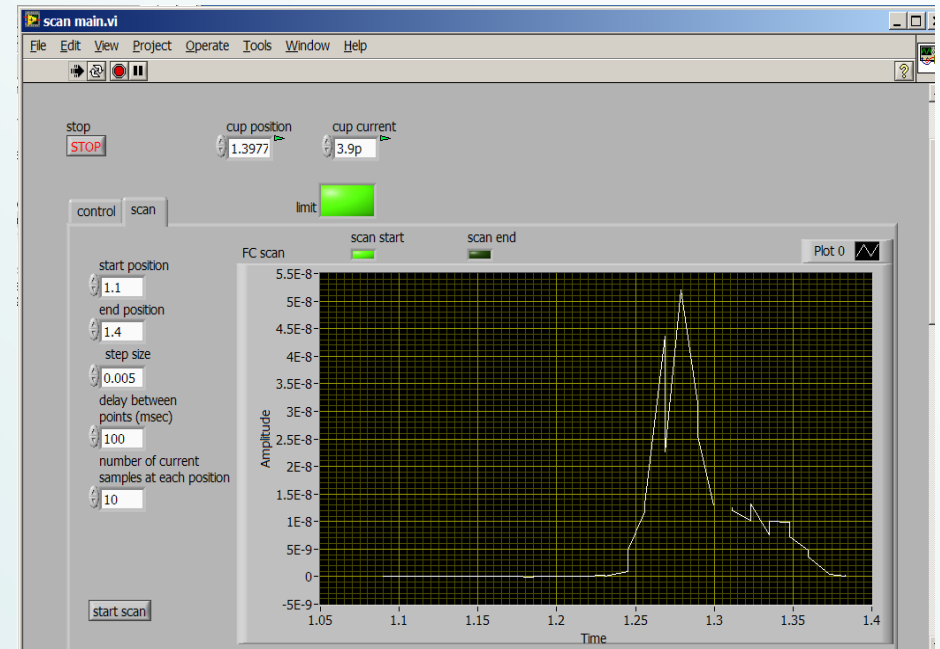 scan main.vi
File Edit View Project Operate Tools Window Help
stop
STOP
cup position
1.3977
cup current
3.9p
limit
control scan
FC scan
scan start
scan end
Plot 0
start position
1.1
end position
1.4
step size
0.005
delay between
points (msec)
100
number of current
samples at each position
10
start scan
Amplitude
5.5E-8
5E-8
4.5E-8
4E-8
3.5E-8
3E-8
2.5E-8
2E-8
1.5E-8
1E-8
5E-9
0
-5E-9
1.05 1.1 1.15 1.2 1.25 1.3 1.35 1.4
Time